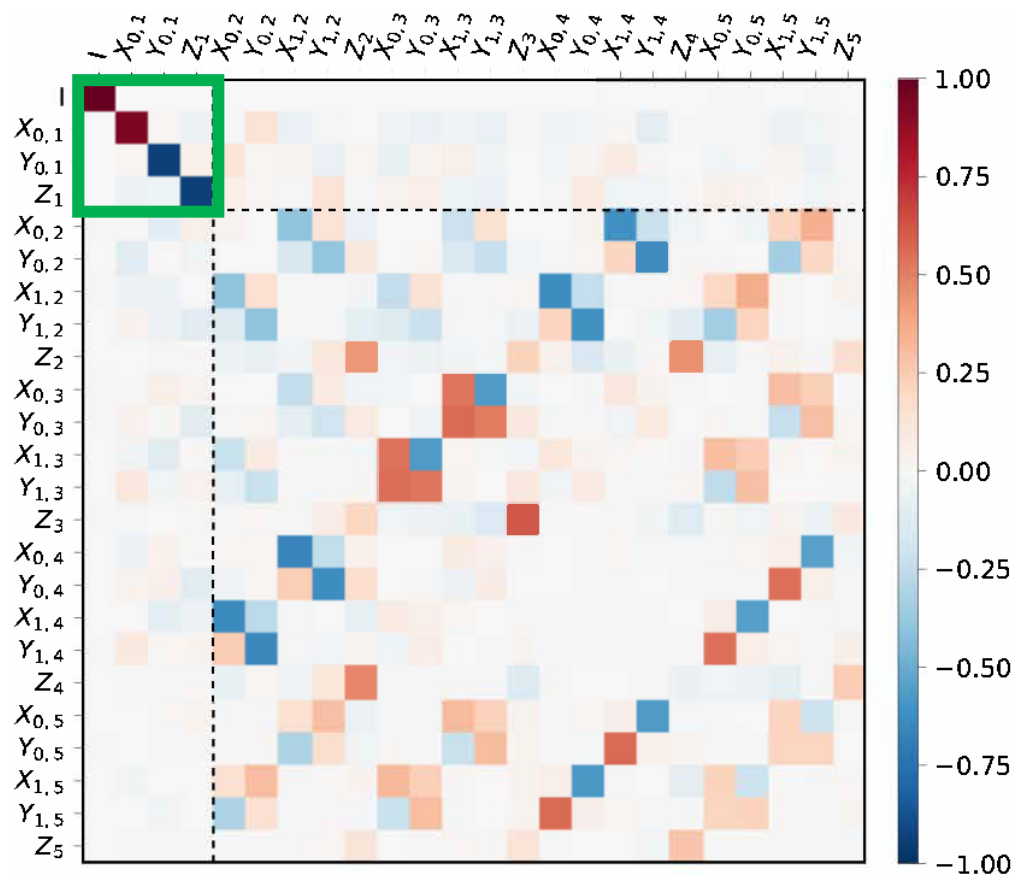 I X0,1 Y0,1 Z1 X0,2 Y0,2 X1,2 Y1,2 Z2 X0,3 Y0,3 X1,3 Y1,3 Z3 X0,4 Y0,4 X1,4 Y1,4 Z4 X0,5 Y0,5 X1,5 Y1,5 Z5
I
X0,1
Y0,1
Z1
X0,2
Y0,2
X1,2
Y1,2
Z2
X0,3
Y0,3
X1,3
Y1,3
Z3
X0,4
Y0,4
X1,4
Y1,4
Z4
X0,5
Y0,5
X1,5
Y1,5
Z5
1.00
0.75
0.50
0.25
0.00
−0.25
−0.50
−0.75
−1.00